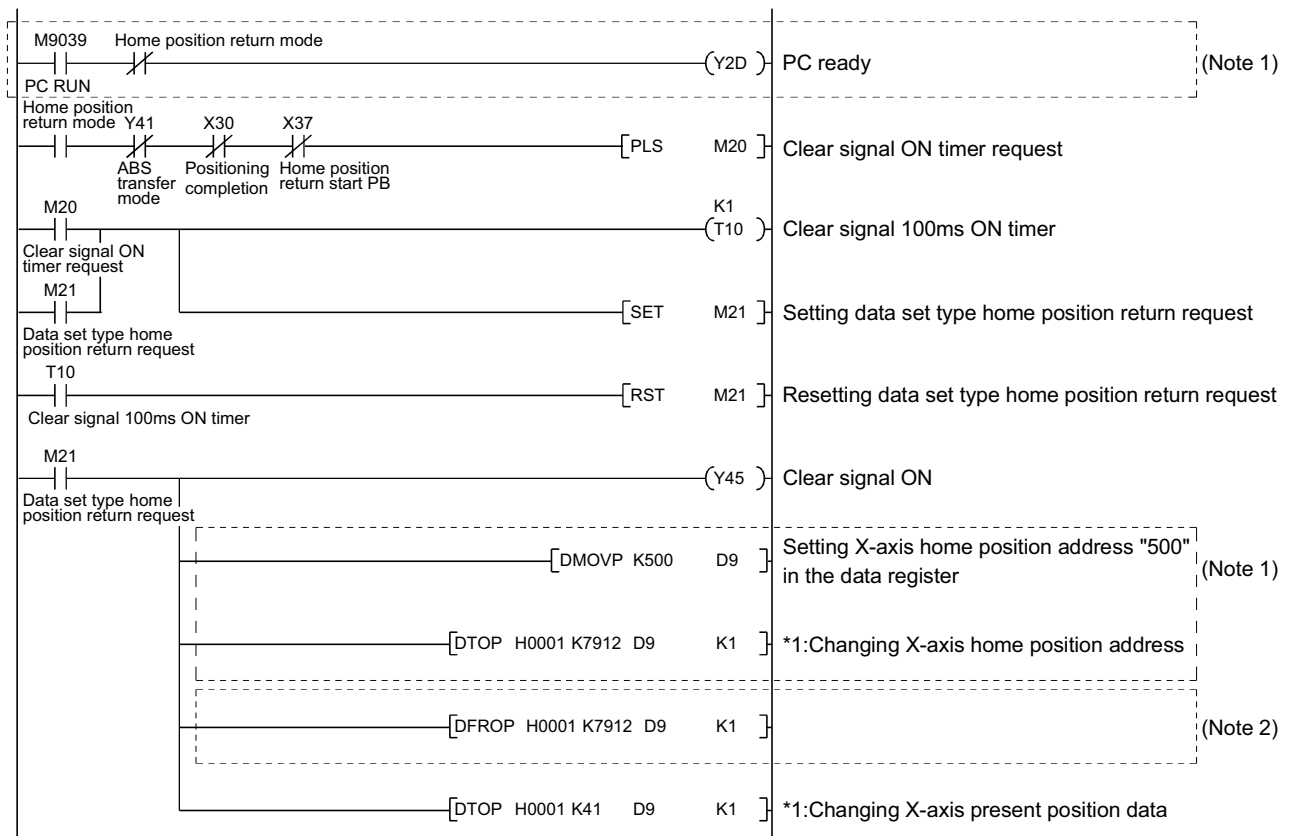 M9039 Home position return mode
Y2D PC ready (Note 1)
PC RUN
Home position
return mode Y41 X30 X37
PLS M20 Clear signal ON timer request
ABS Positioning Home position
transfer completion return start PB
mode
M20 K1
T10 Clear signal 100ms ON timer
Clear signal ON
timer request
M21
SET M21 Setting data set type home position return request
Data set type home
position return request
T10
RST M21 Resetting data set type home position return request
Clear signal 100ms ON timer
M21
Y45 Clear signal ON
Data set type home
position return request
Setting X-axis home position address "500"
DMOVP K500 D9 in the data register (Note 1)
DTOP H0001 K7912 D9 K1 *1:Changing X-axis home position address
DFROP H0001 K7912 D9 K1 (Note 2)
DTOP H0001 K41 D9 K1 *1:Changing X-axis present position data